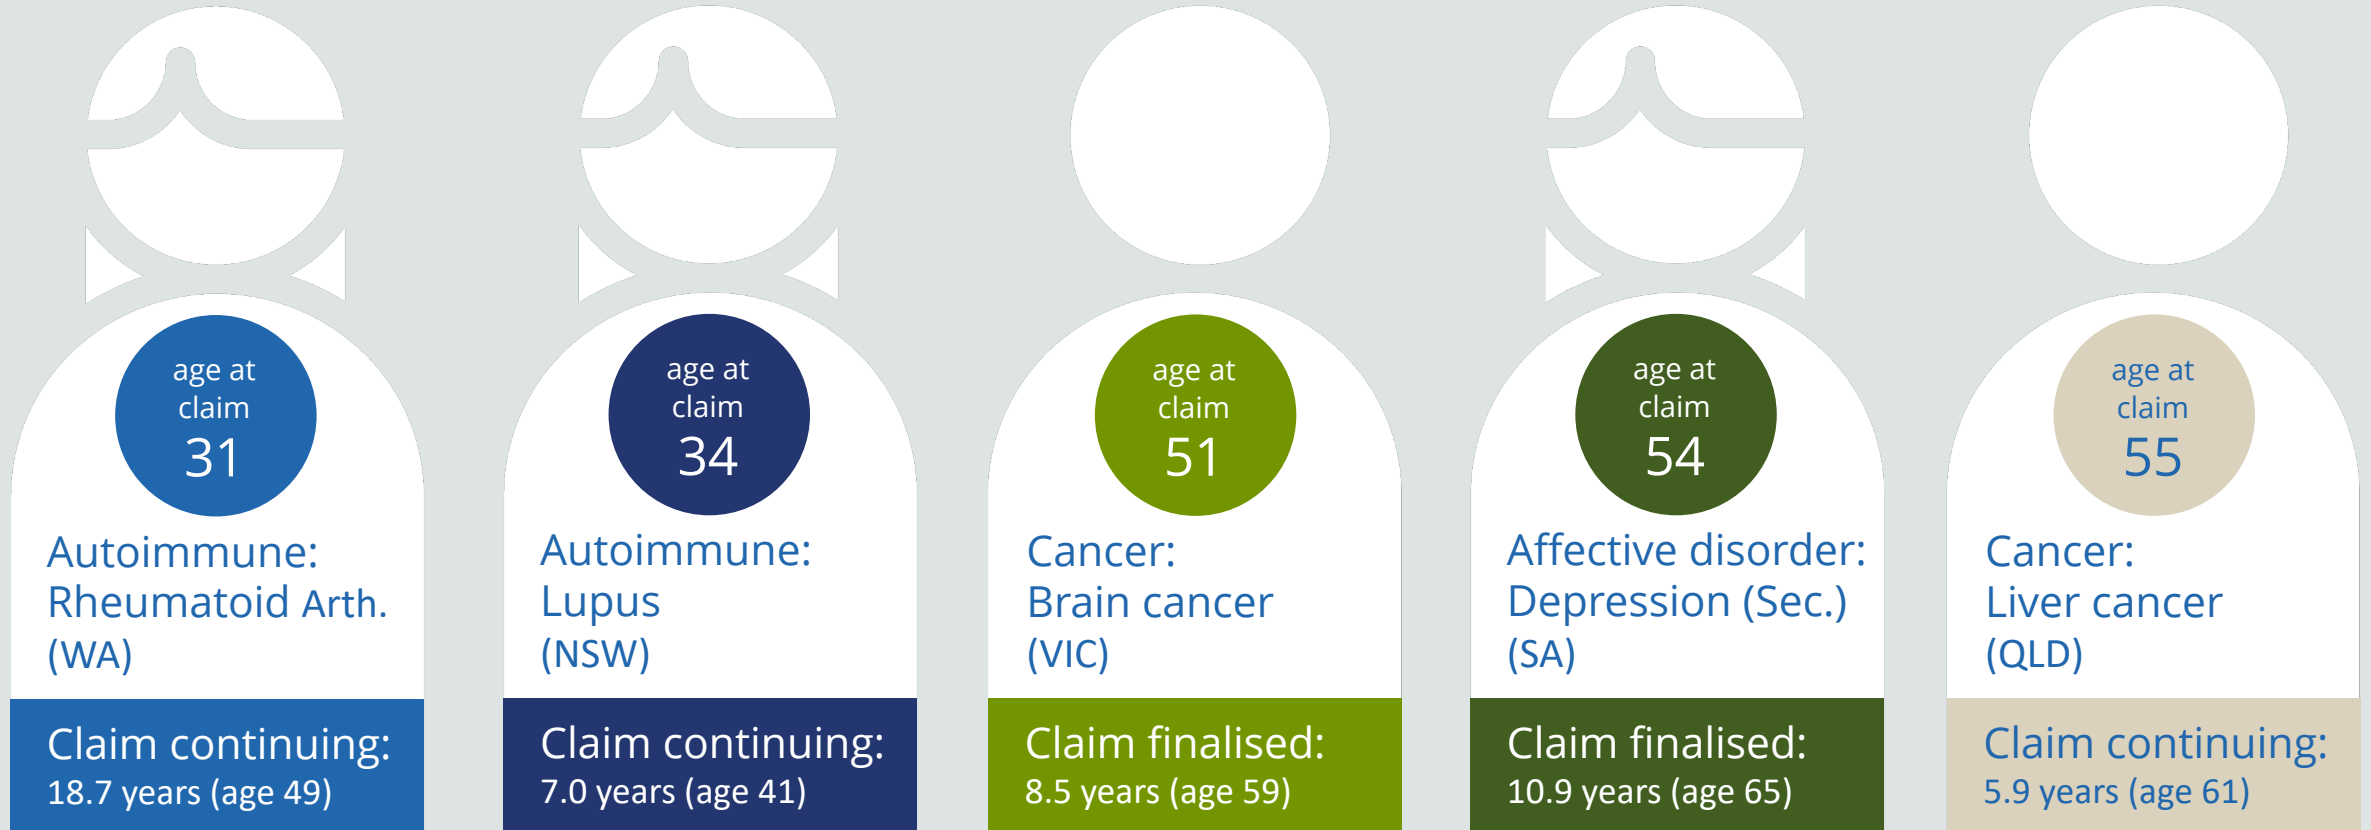 age at
claim
31
Autoimmune:
Rheumatoid Arth.
(WA)
Claim continuing:
18.7 years (age 49)
age at
claim
34
Autoimmune:
Lupus
(NSW)
Claim continuing:
7.0 years (age 41)
age at
claim
51
Cancer:
Brain cancer
(VIC)
Claim finalised:
8.5 years (age 59)
age at
claim
54
Affective disorder:
Depression (Sec.)
(SA)
Claim finalised:
10.9 years (age 65)
age at
claim
55
Cancer:
Liver cancer
(QLD)
Claim continuing:
5.9 years (age 61)